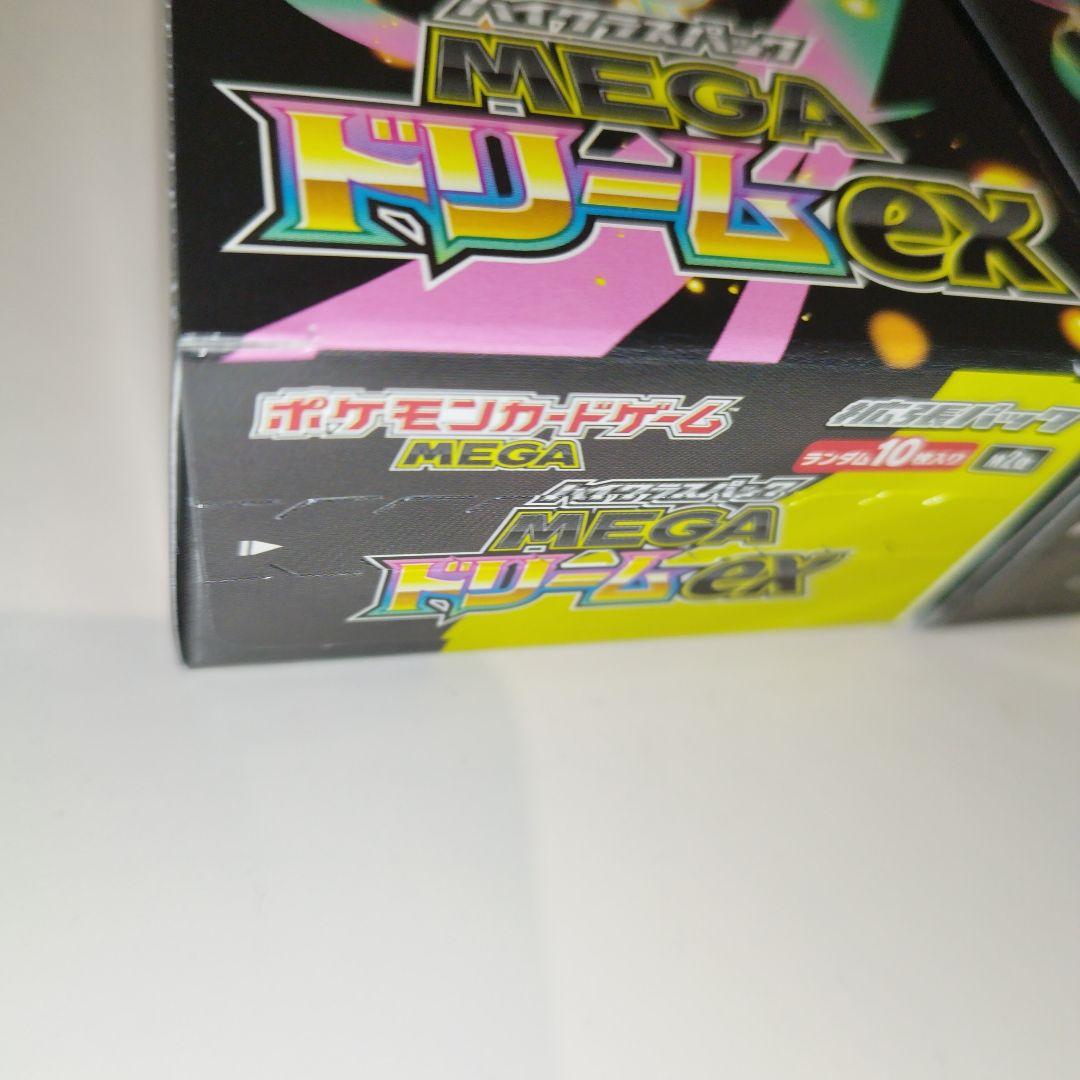 ハイクラスパック
MEGA
ドリームex
ポケモンカードゲーム
MEGA
拡張パック
ランダム10枚入り
ハイクラスパック
MEGA
ドリームex